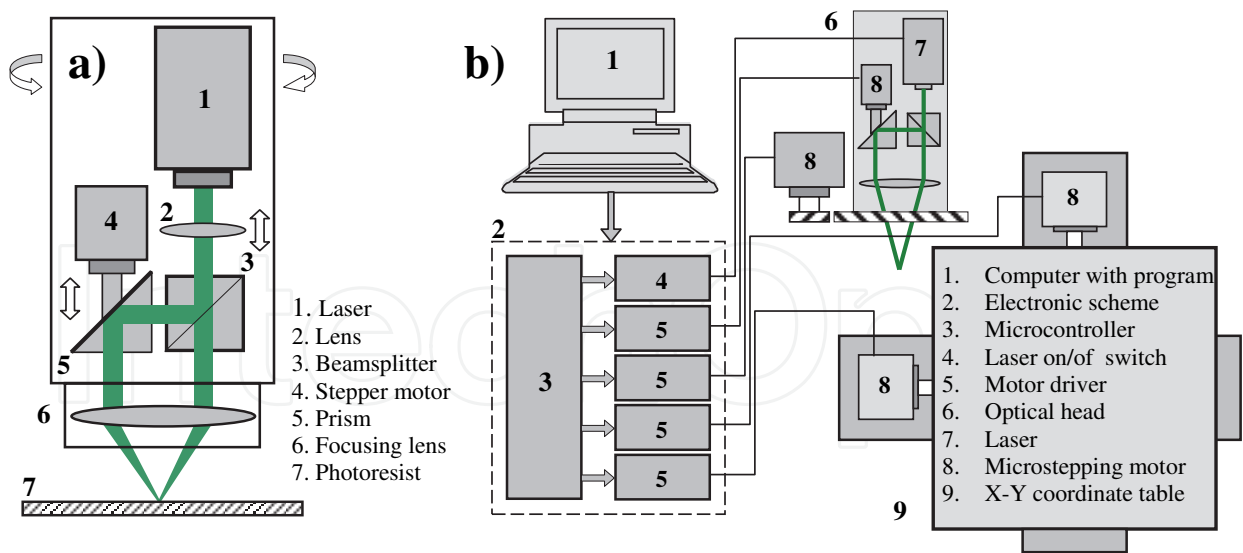 a)
1
4
2
3
5
6
7
1. Laser
2. Lens
3. Beamsplitter
4. Stepper motor
5. Prism
6. Focusing lens
7. Photoresist
b)
1
6
7
8
8
8
2
3
4
5
5
5
5
8
9
1. Computer with program
2. Electronic scheme
3. Microcontroller
4. Laser on/of switch
5. Motor driver
6. Optical head
7. Laser
8. Microstepping motor
9. X-Y coordinate table